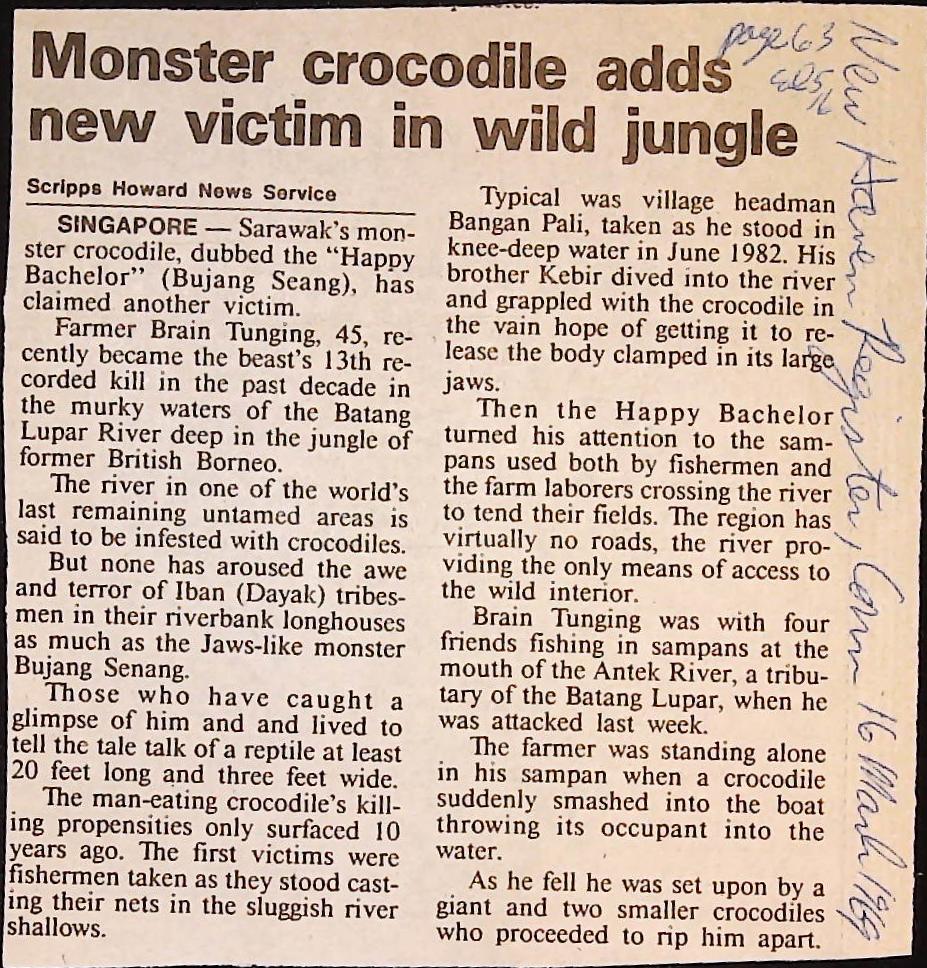 Monster crocodile adds
new victim in wild jungle
page 63
Scripps Howard News Service
SINGAPORE — Sarawak's mon-
ster crocodile, dubbed the “Happy
Bachelor” (Bujang Seang), has
claimed another victim.
Farmer Brain Tunging, 45, re-
cently became the beast's 13th re-
corded kill in the past decade in
the murky waters of the Batang
Lupar River deep in the jungle of
former British Borneo.
The river in one of the world's
last remaining untamed areas is
said to be infested with crocodiles.
But none has aroused the awe
and terror of Iban (Dayak) tribes-
men in their riverbank longhouses
as much as the Jaws-like monster
Bujang Senang.
Those who have caught a
glimpse of him and and lived to
tell the tale talk of a reptile at least
20 feet long and three feet wide.
The man-eating crocodile's kill-
ing propensities only surfaced 10
years ago. The first victims were
fishermen taken as they stood cast-
ing their nets in the sluggish river
shallows.
Typical was village headman
Bangan Pali, taken as he stood in
knee-deep water in June 1982. His
brother Kebir dived into the river
and grappled with the crocodile in
the vain hope of getting it to re-
lease the body clamped in its large
jaws.
Then the Happy Bachelor
turned his attention to the sam-
pans used both by fishermen and
the farm laborers crossing the river
to tend their fields. The region has
virtually no roads, the river pro-
viding the only means of access to
the wild interior.
Brain Tunging was with four
friends fishing in sampans at the
mouth of the Antek River, a tribu-
tary of the Batang Lupar, when he
was attacked last week.
The farmer was standing alone
in his sampan when a crocodile
suddenly smashed into the boat
throwing its occupant into the
water.
As he fell he was set upon by a
giant and two smaller crocodiles
who proceeded to rip him apart.
New Haven Register, Conn 16 March